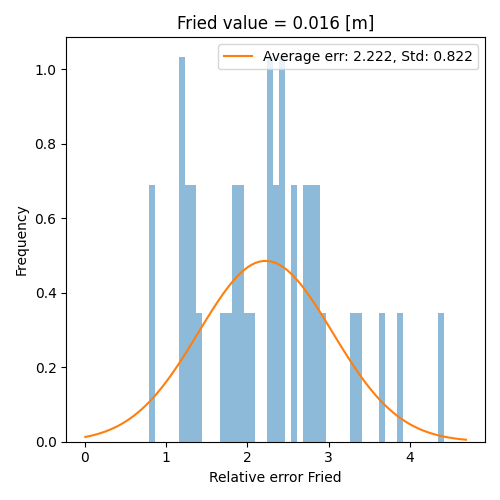 Fried value = 0.016 [m]
Average err: 2.222, Std: 0.822
Frequency
1.0
0.8
0.6
0.4
0.2
0.0
0 1 2 3 4
Relative error Fried